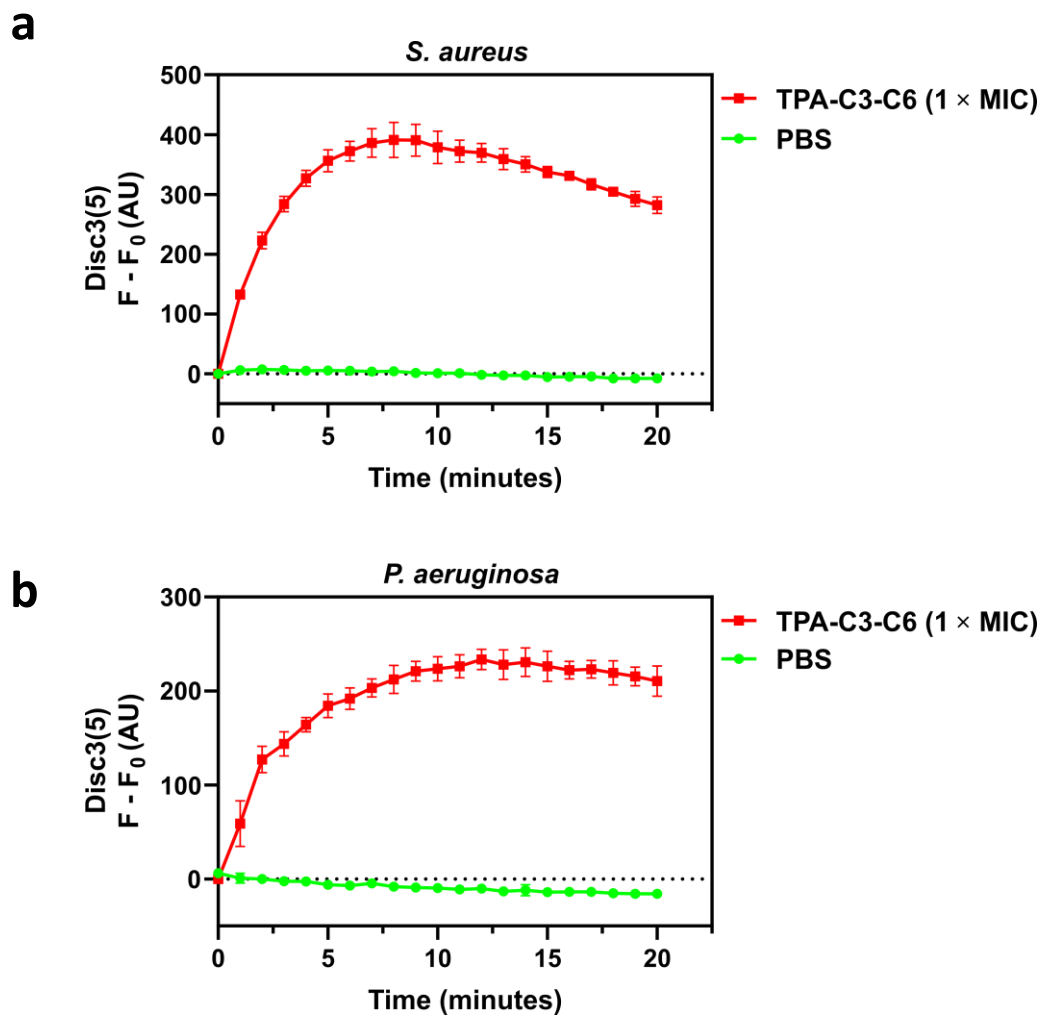 a
S. aureus
500
400
300
200
100
0
Disc3(5)
F - F₀ (AU)
0
5
10
15
20
Time (minutes)
TPA-C3-C6 (1 × MIC)
PBS
b
P. aeruginosa
300
200
100
0
Disc3(5)
F - F₀ (AU)
0
5
10
15
20
Time (minutes)
TPA-C3-C6 (1 × MIC)
PBS